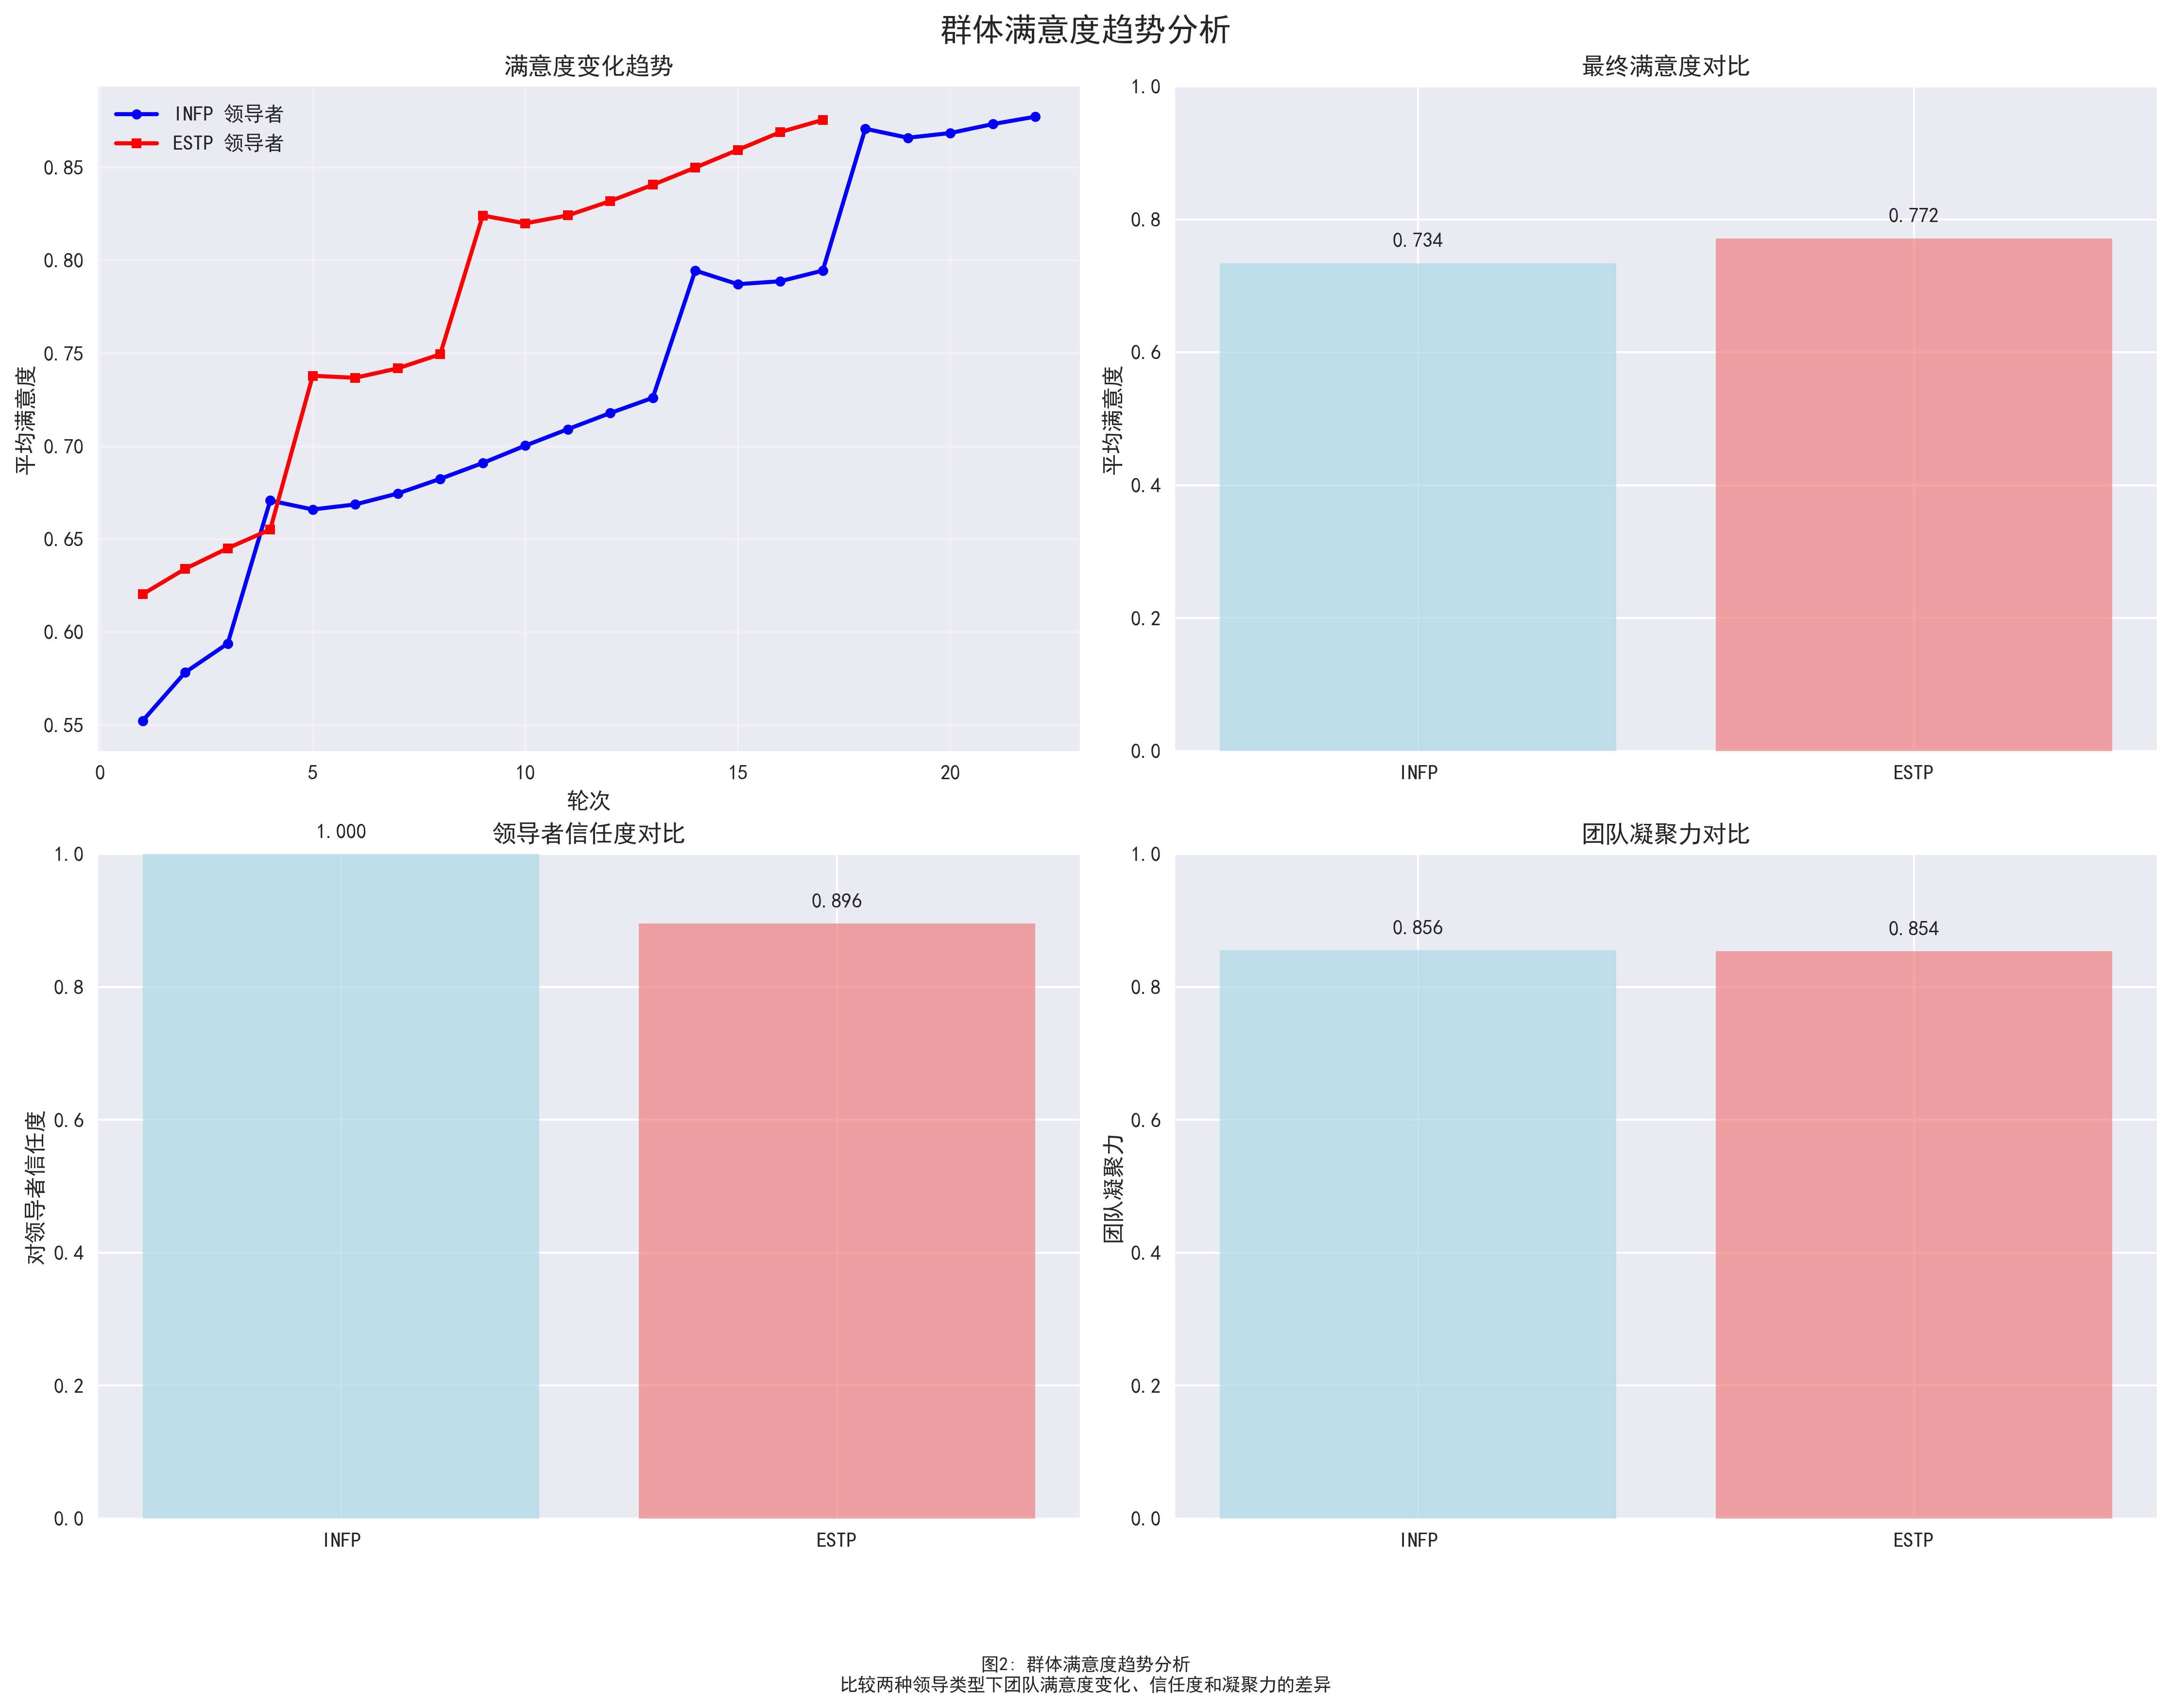 群体满意度趋势分析
满意度变化趋势
INFP 领导者
ESTP 领导者
平均满意度
0.85
0.80
0.75
0.70
0.65
0.60
0.55
0
5
10
15
20
轮次
最终满意度对比
平均满意度
1.0
0.8
0.6
0.4
0.2
0.0
0.734
0.772
INFP
ESTP
领导者信任度对比
对领导者信任度
1.0
0.8
0.6
0.4
0.2
0.0
1.000
0.896
INFP
ESTP
团队凝聚力对比
团队凝聚力
1.0
0.8
0.6
0.4
0.2
0.0
0.856
0.854
INFP
ESTP
图2: 群体满意度趋势分析
比较两种领导类型下团队满意度变化、信任度和凝聚力的差异